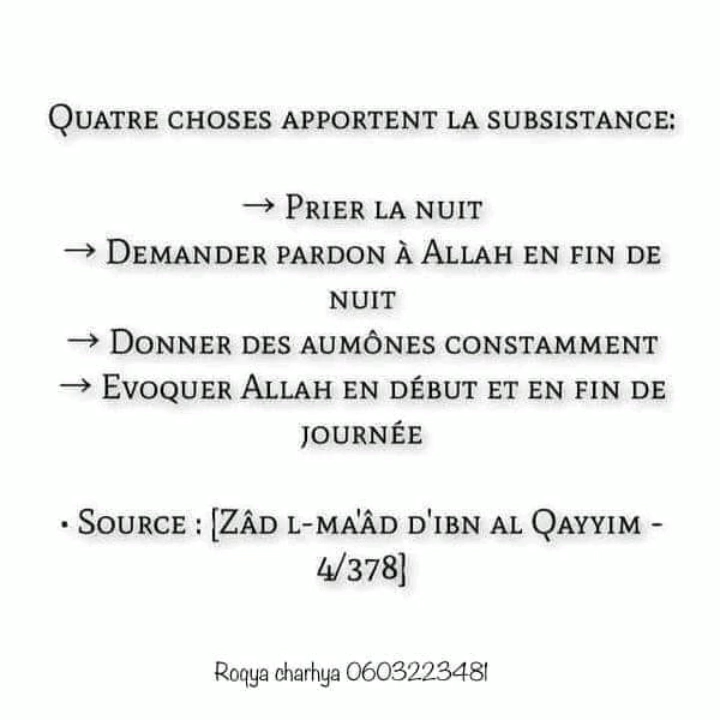 Quatre choses apportent la subsistance:
→ Prier la nuit
→ Demander pardon à Allah en fin de
nuit
→ Donner des aumônes constamment
→ Evoquer Allah en début et en fin de
journée
• Source : [Zâd l-ma'âd d'ibn al Qayyim -
4/378]
Roqya charhya 0603223481